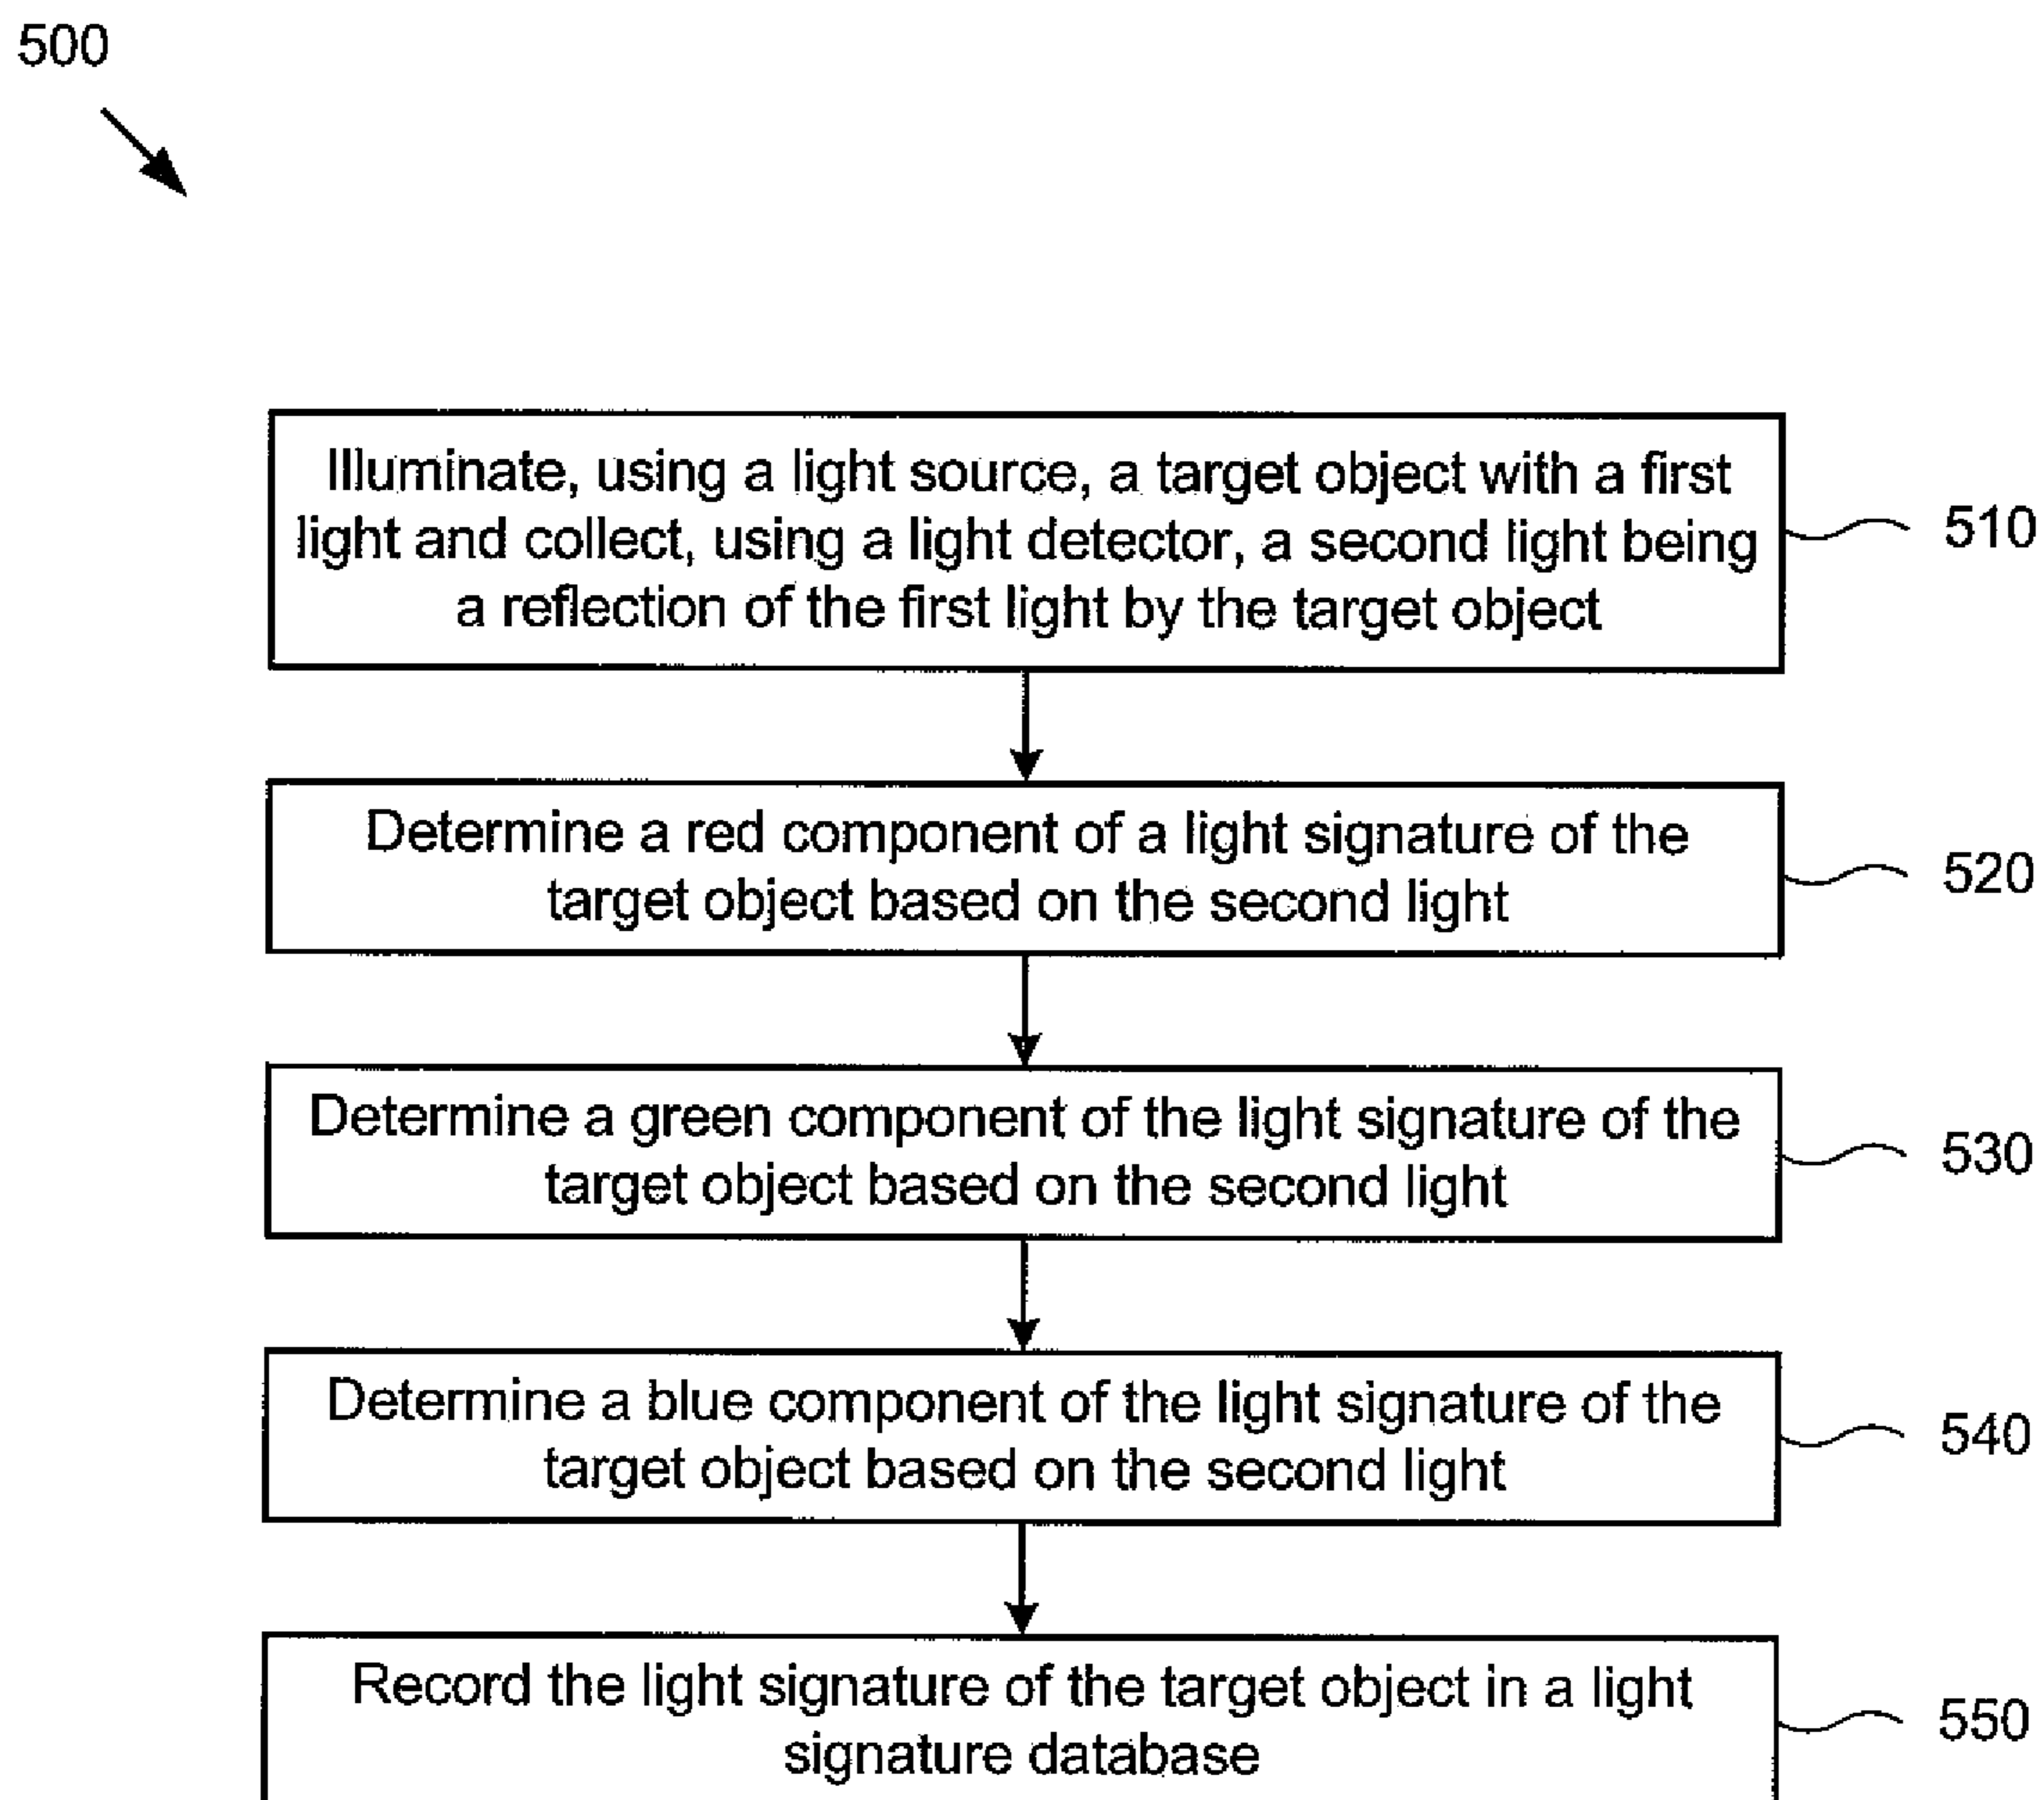 500
Illuminate, using a light source, a target object with a first
light and collect, using a light detector, a second light being
a reflection of the first light by the target object
510
Determine a red component of a light signature of the
target object based on the second light
520
Determine a green component of the light signature of the
target object based on the second light
530
Determine a blue component of the light signature of the
target object based on the second light
540
Record the light signature of the target object in a light
signature database
550